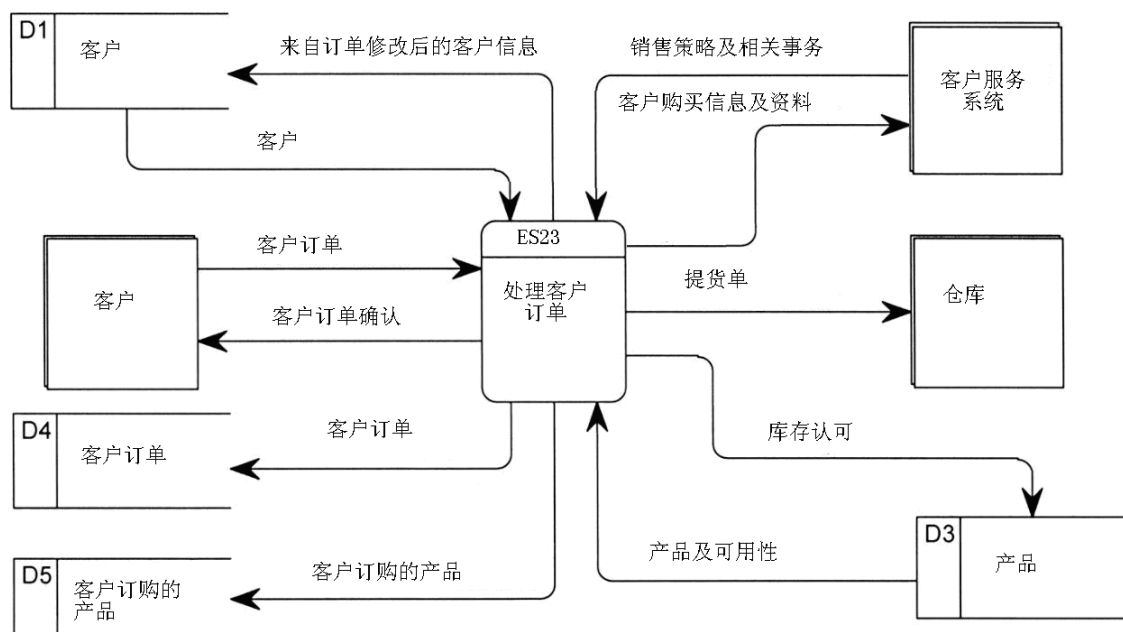 D1
客户
来自订单修改后的客户信息
销售策略及相关事务
客户服务
系统
客户购买信息及资料
客户
ES23
客户订单
处理客户
订单
提货单
客户
仓库
客户订单确认
D4
客户订单
客户订单
库存认可
D3
产品
产品及可用性
D5
客户订购的
产品
客户订购的产品